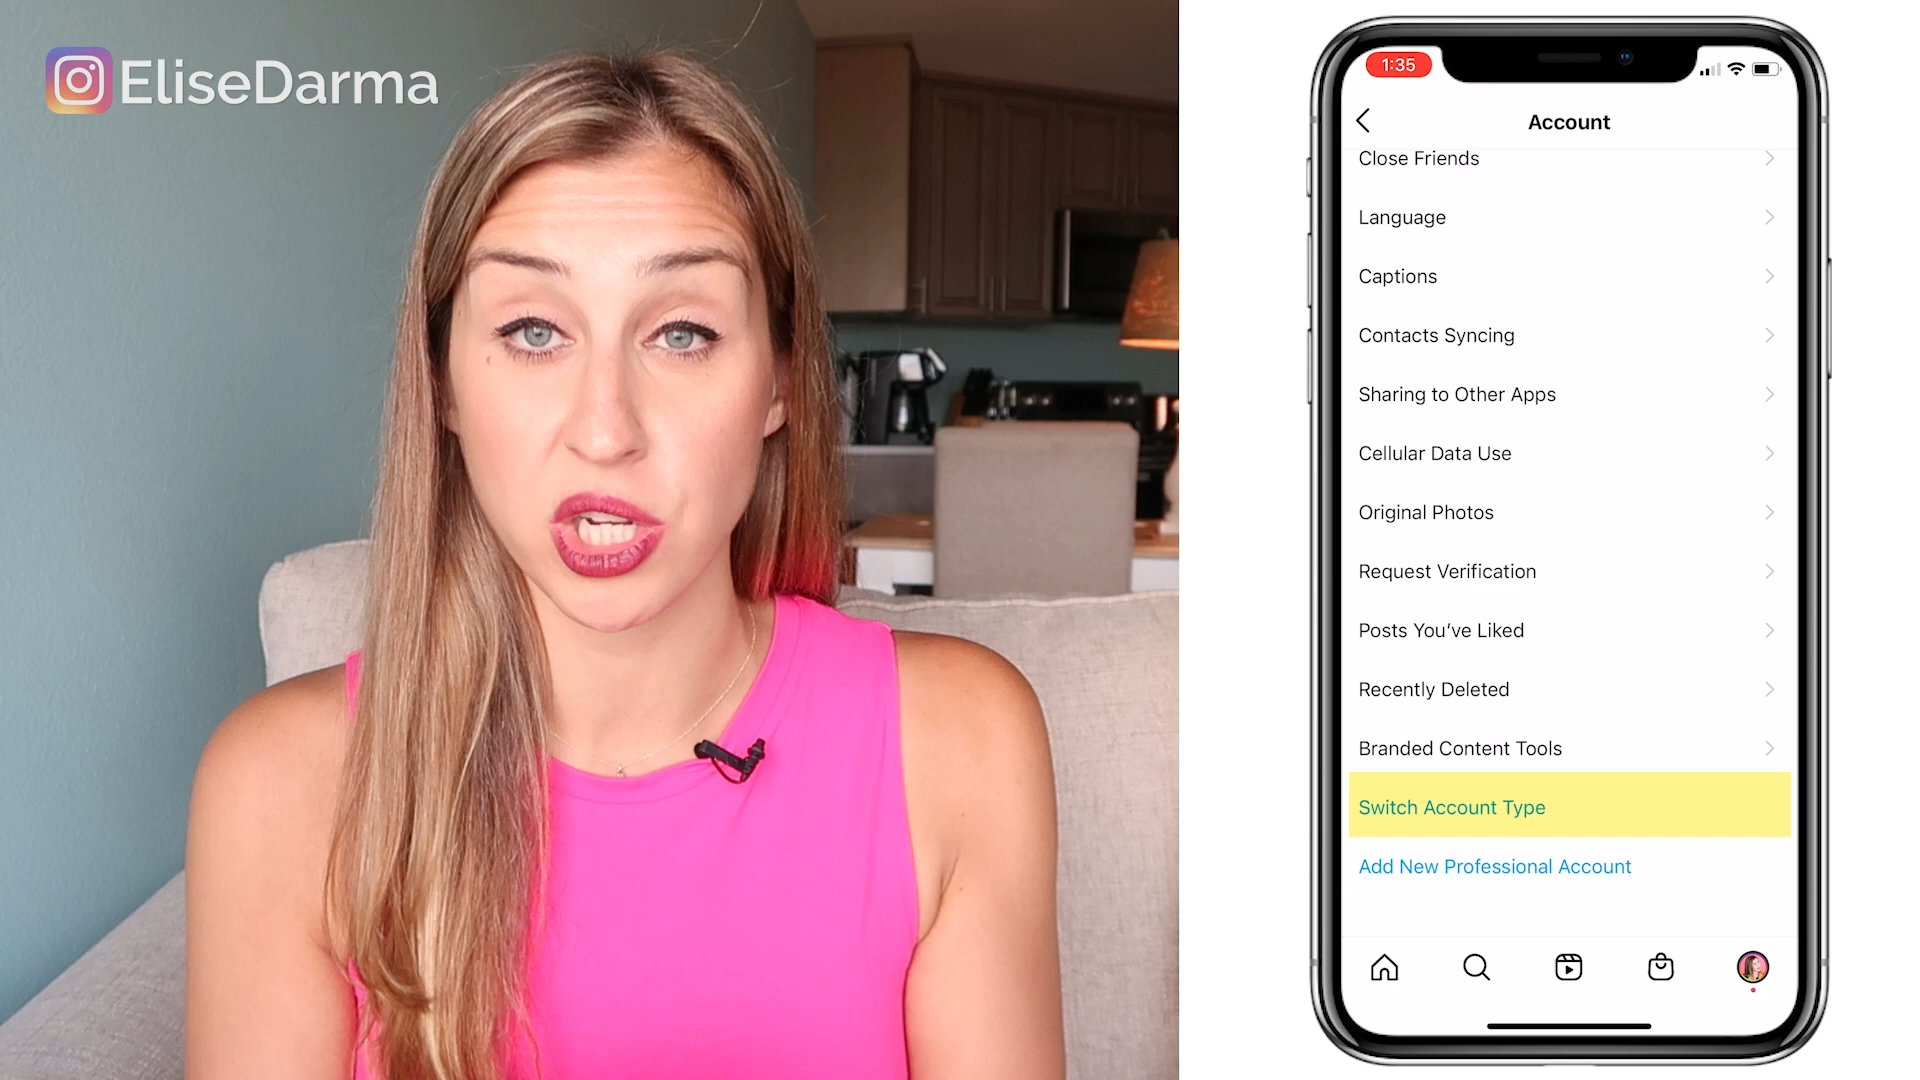 EliseDarma
1:35
Account
Close Friends
Language
Captions
Contacts Syncing
Sharing to Other Apps
Cellular Data Use
Original Photos
Request Verification
Posts You’ve Liked
Recently Deleted
Branded Content Tools
Switch Account Type
Add New Professional Account